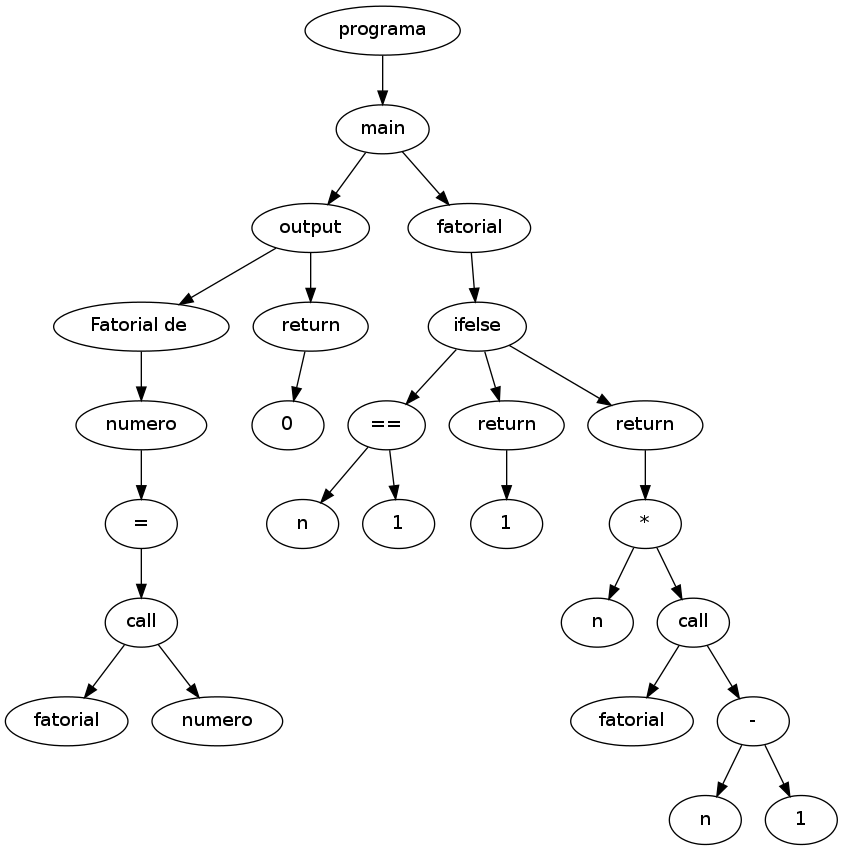 programa
main
output
fatorial
Fatorial de
return
ifelse
numero
0
==
return
return
=
n
1
1
*
call
n
call
fatorial
numero
fatorial
-
n
1